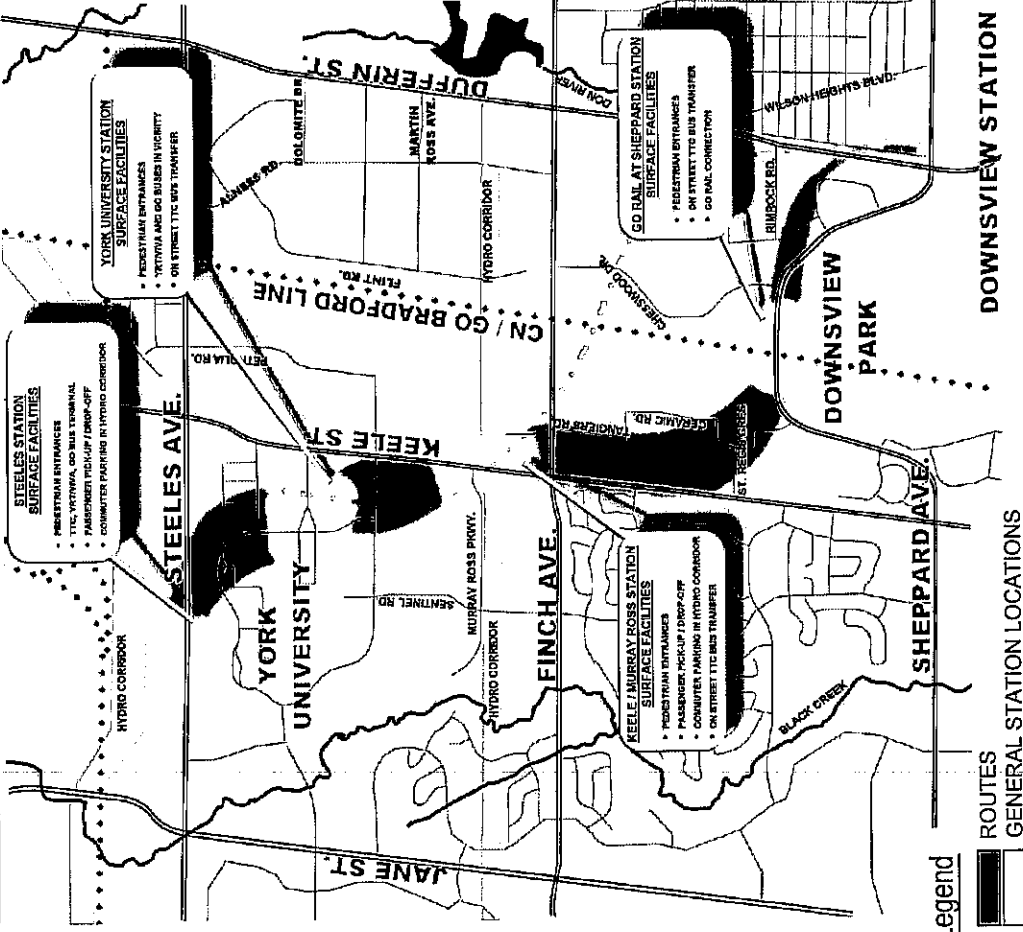 STEELES STATION
SURFACE FACILITIES
PEDESTRIAN ENTRANCES
TTC, YRT/VIVA, GO BUS TERMINAL
PASSENGER PICK-UP / DROP-OFF
COMMUTER PARKING IN HYDRO CORRIDOR
YORK UNIVERSITY STATION
SURFACE FACILITIES
PEDESTRIAN ENTRANCES
YRT/VIVA AND GO BUSES IN VICINITY
ON STREET TTC BUS TRANSFER
GO RAIL AT SHEPPARD STATION
SURFACE FACILITIES
PEDESTRIAN ENTRANCES
ON STREET TTC BUS TRANSFER
GO RAIL CONNECTION
KEELE / MURRAY ROSS STATION
SURFACE FACILITIES
PEDESTRIAN ENTRANCES
PASSENGER PICK-UP / DROP-OFF
COMMUTER PARKING IN HYDRO CORRIDOR
ON STREET TTC BUS TRANSFER
HYDRO CORRIDOR
STEELES AVE.
DUFFERIN ST.
DOLOMITE DR.
MARTIN
ROSS AVE.
FLINT RD.
HYDRO CORRIDOR
CN / GO BRADFORD LINE
KEELE ST.
YORK
UNIVERSITY
SENTINEL RD
MURRAY ROSS PKWY.
HYDRO CORRIDOR
JANE ST.
FINCH AVE.
TANGIERS RD.
CERAMIC RD.
CHESSWOOD DR.
DON RIVER
RIMROCK RD.
WILSON HEIGHTS BLVD.
BLACK CREEK
DOWNSVIEW
PARK
SHEPPARD AVE.
DOWNSVIEW STATION
egend
ROUTES
GENERAL STATION LOCATIONS